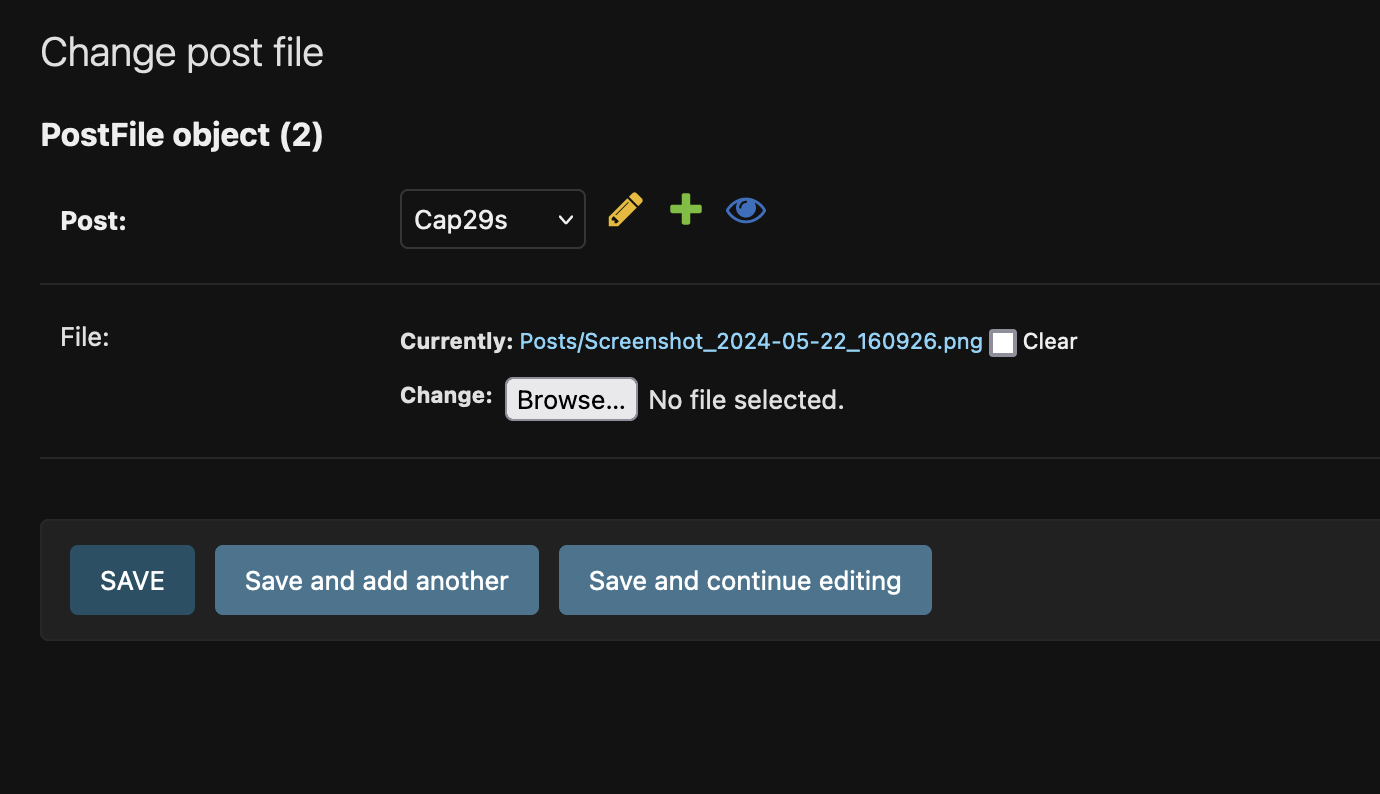 Change post file
PostFile object (2)
Post: Cap29s
File: Currently: Posts/Screenshot_2024-05-22_160926.png Clear
Change: Browse... No file selected.
SAVE Save and add another Save and continue editing